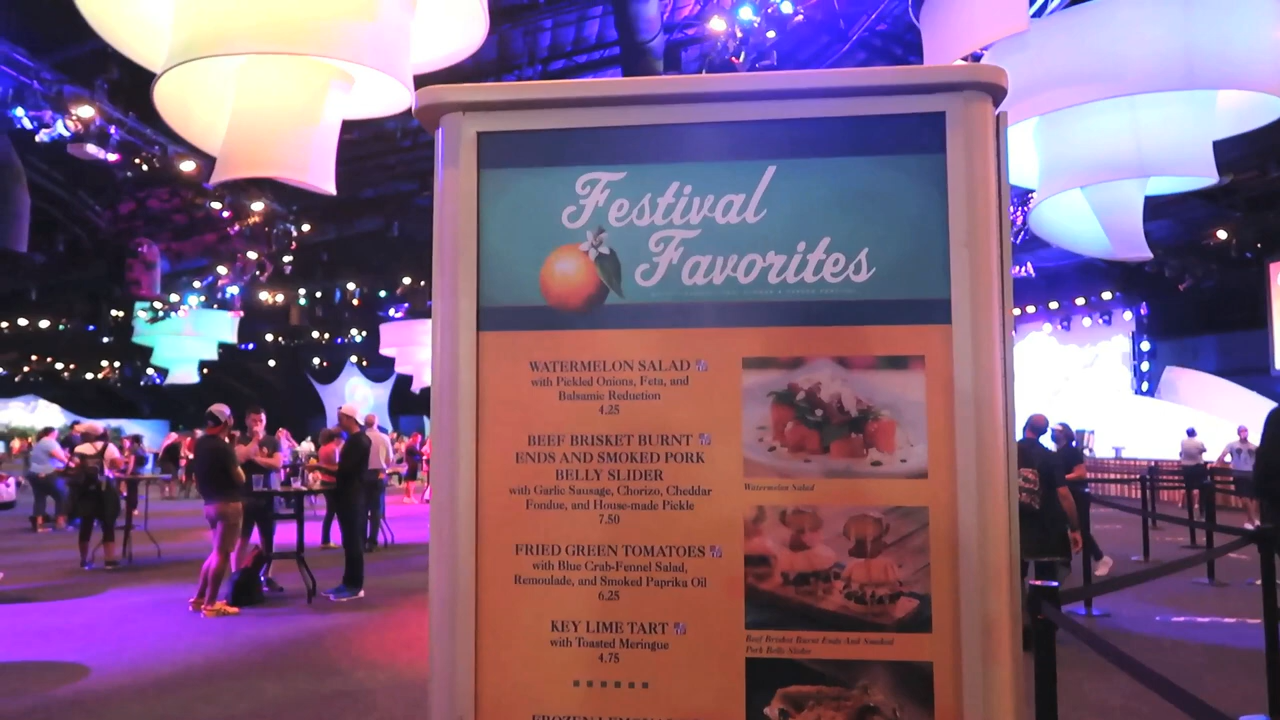 Festival
Favorites
WATERMELON SALAD
with Pickled Onions, Feta, and
Balsamic Reduction
4.25
BEEF BRISKET BURNT
ENDS AND SMOKED PORK
BELLY SLIDER
with Garlic Sausage, Chorizo, Cheddar
Fondue, and House-made Pickle
7.50
FRIED GREEN TOMATOES
with Blue Crab-Fennel Salad,
Remoulade, and Smoked Paprika Oil
6.25
KEY LIME TART
with Toasted Meringue
4.75
Watermelon Salad
Beef Brisket Burnt Ends And Smoked
Pork Belly Slider